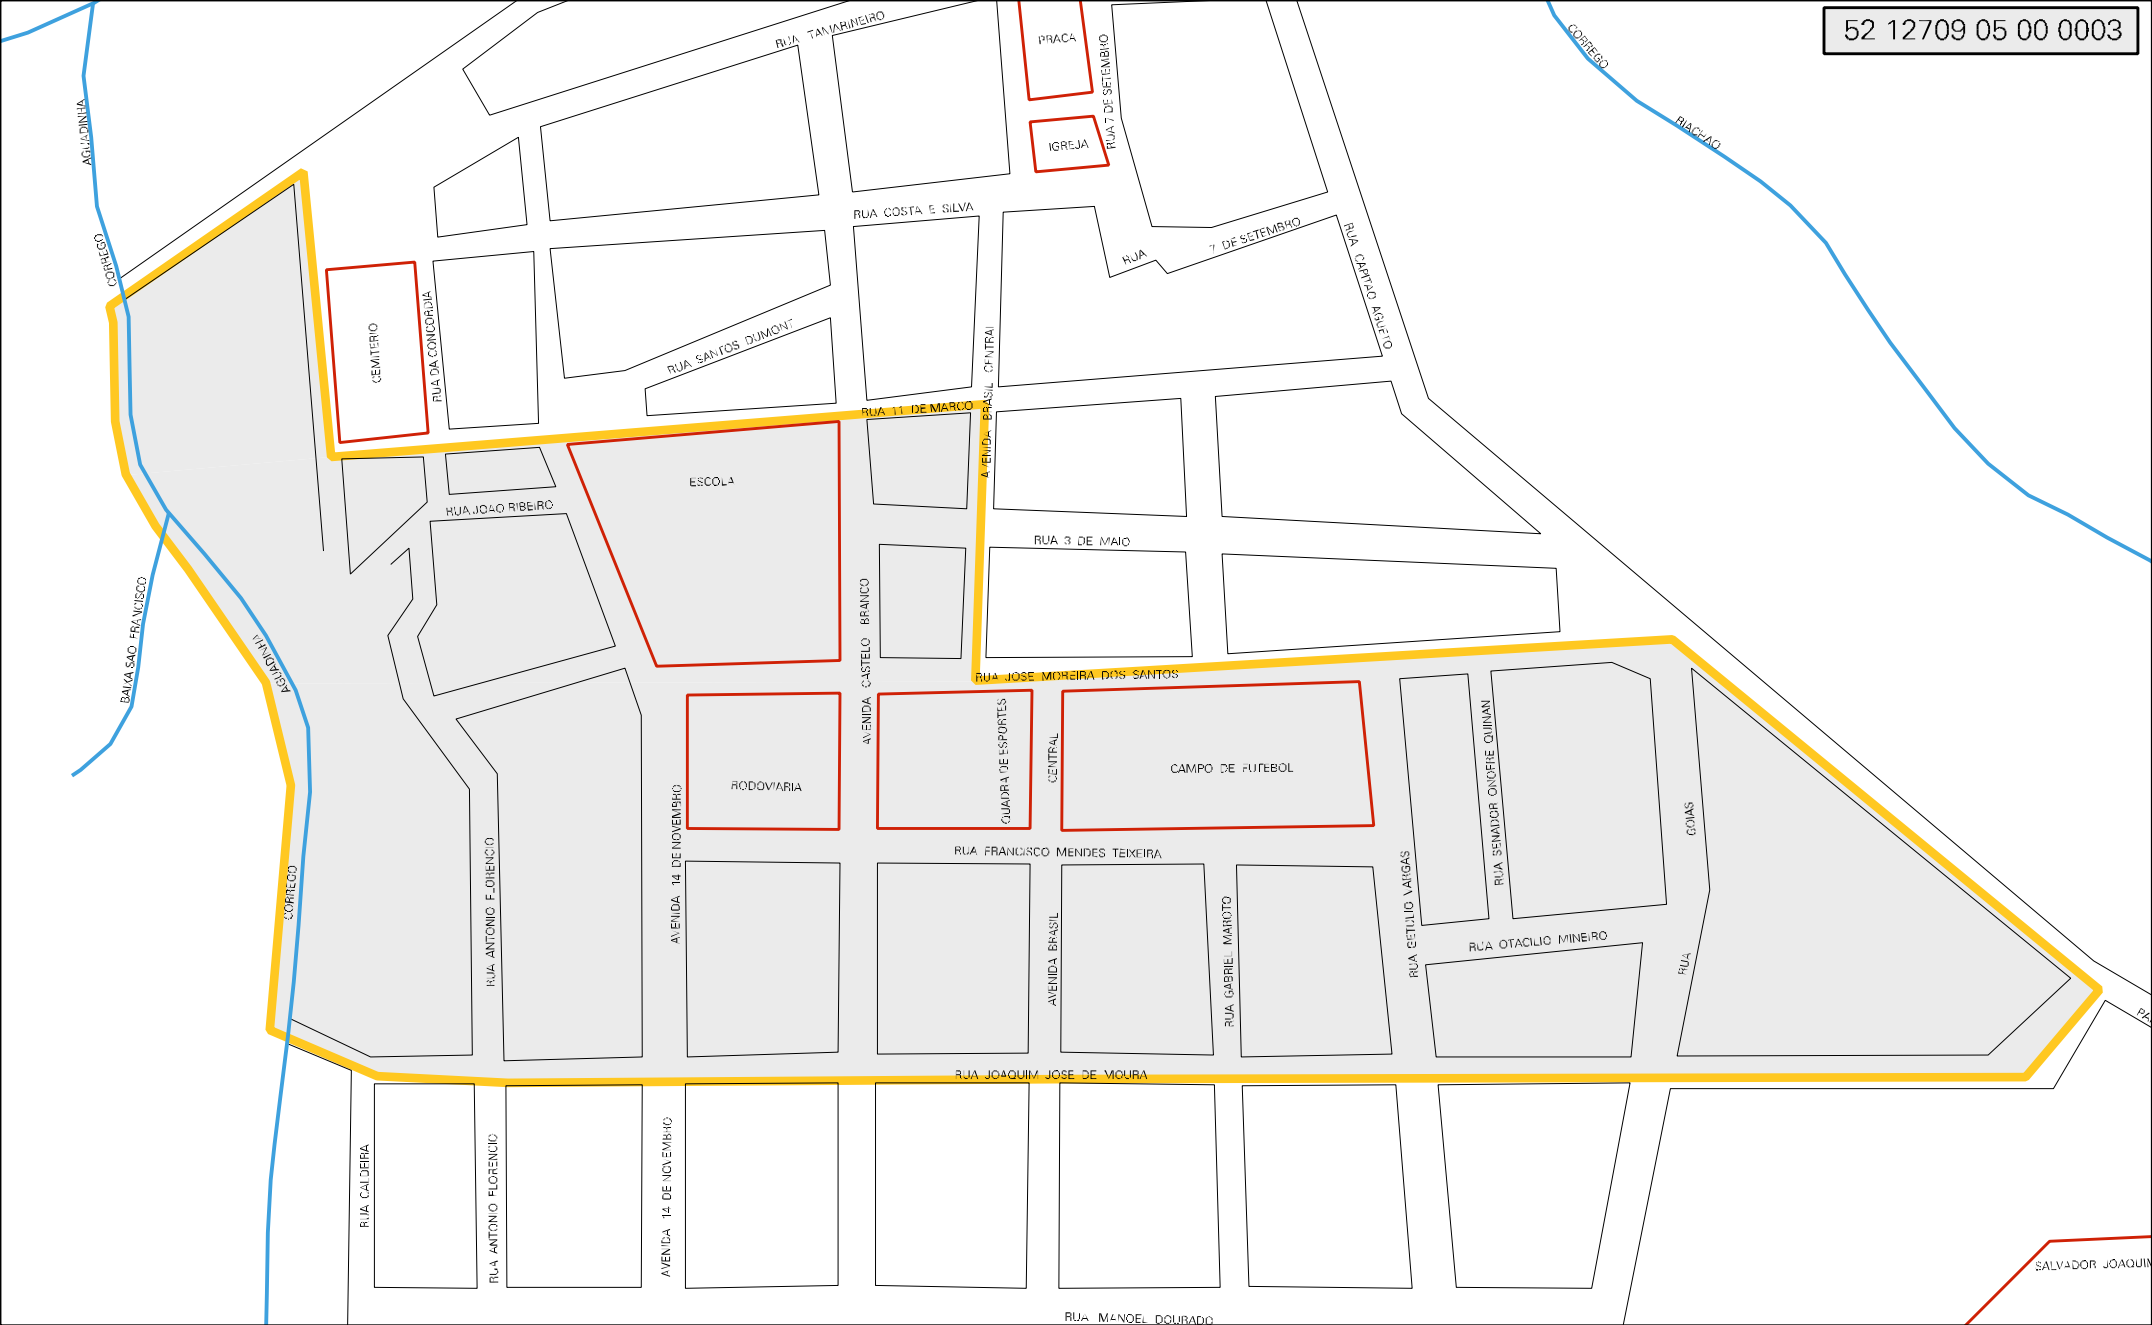 52 12709 05 00 0003
RUA TAMARINEIRO
PRACA
RUA 7 DE SETEMBRO
CORREGO
RIACHAO
AGUADINHA
IGREJA
RUA COSTA E SILVA
RUA 7 DE SETEMBRO
CORREGO
RUA CAPITAO AGUETO
CEMITERIO
RUA DA CONCORDIA
RUA SANTOS DUMONT
AVENIDA BRASIL CENTRAL
RUA 11 DE MARCO
ESCOLA
RUA JOAO RIBEIRO
RUA 3 DE MAIO
BAIXA SAO FRANCISCO
AGUADINHA
AVENIDA CASTELO BRANCO
RUA JOSE MOREIRA DOS SANTOS
QUADRA DE ESPORTES
CENTRAL
CAMPO DE FUTEBOL
RODOVIARIA
RUA SENADOR ONOFRE QUINAN
GOIAS
RUA
AVENIDA 14 DE NOVEMBRO
RUA FRANCISCO MENDES TEIXEIRA
CORREGO
RUA ANTONIO FLORENCIO
AVENIDA BRASIL
RUA GABRIEL MAROTO
RUA GETULIO VARGAS
RUA OTACILIO MINEIRO
PA
RUA JOAQUIM JOSE DE MOURA
RUA CALDEIRA
RUA ANTONIO FLORENCIO
AVENIDA 14 DE NOVEMBRO
SALVADOR JOAQUIM
RUA MANOEL DOURADO